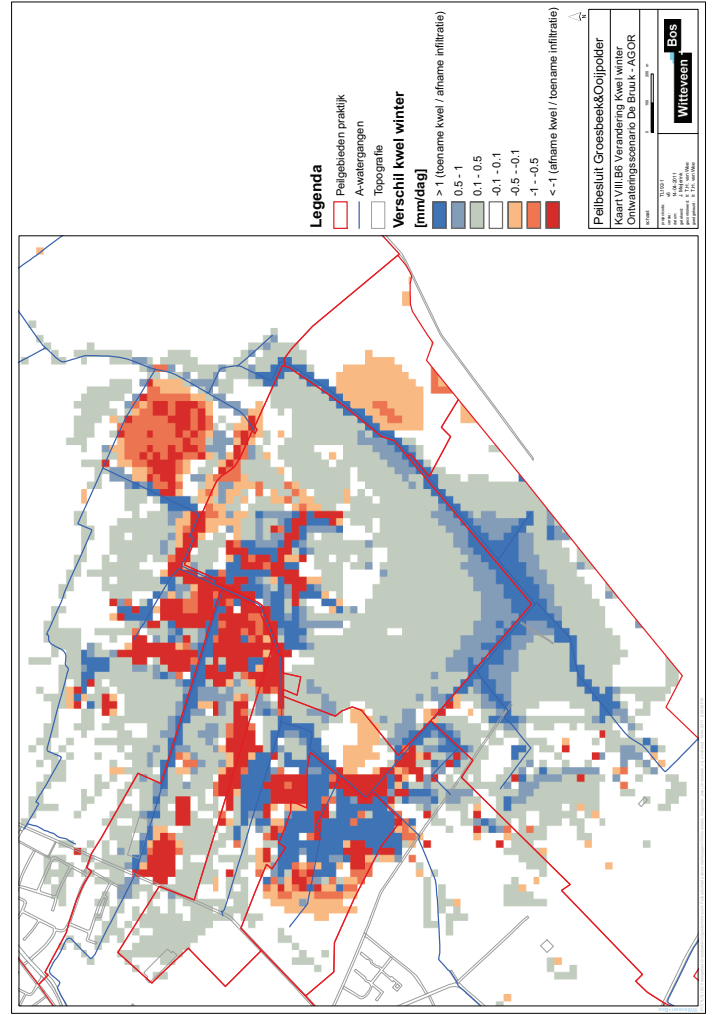 Legenda
Peilgebieden praktijk
A-watergangen
Topografie
Verschil kwel winter
[mm/dag]
> 1 (toename kwel / afname infiltratie)
0.5 - 1
0.1 - 0.5
-0.1 - 0.1
-0.5 - -0.1
-1 - -0.5
< -1 (afname kwel / toename infiltratie)
N
Peilbesluit Groesbeek&Ooijpolder
Kaart VIII.B6 Verandering Kwel winter
Ontwateringsscenario De Bruuk - AGOR
schaal
Witteveen
Bos